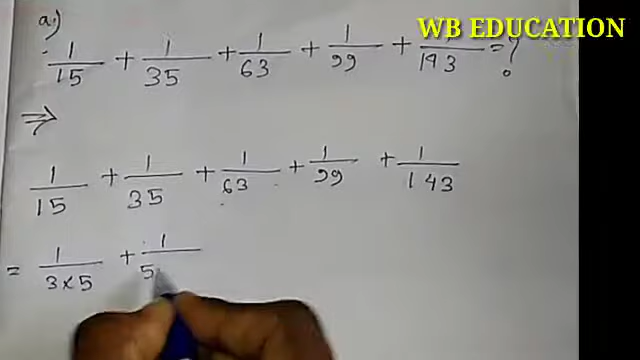 WB EDUCATION
a.)
1/15 + 1/35 + 1/63 + 1/99 + 1/143 = ?
⇒
1/15 + 1/35 + 1/63 + 1/99 + 1/143
= 1/3×5 + 1/5